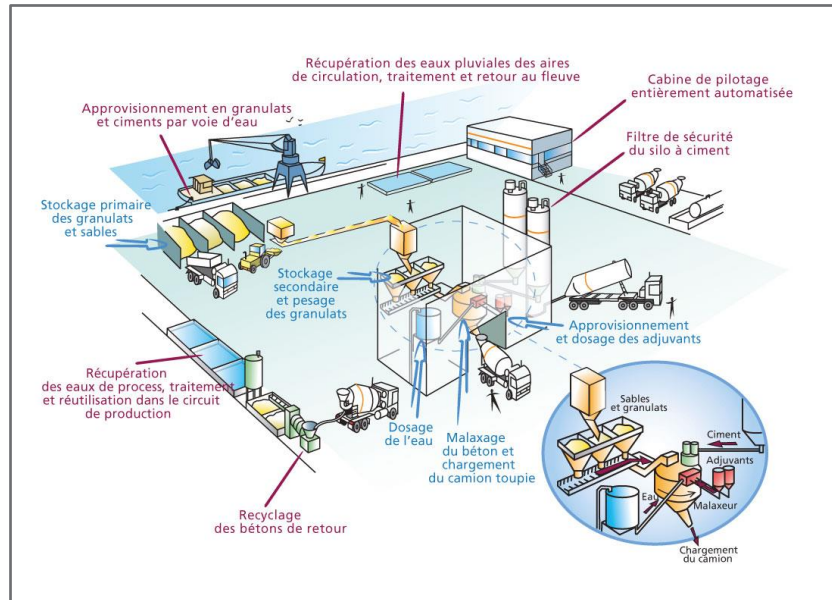 Récupération des eaux pluviales des aires
de circulation, traitement et retour au fleuve
Cabine de pilotage
entièrement automatisée
Approvisionnement en granulats
et ciments par voie d'eau
Filtre de sécurité
du silo à ciment
Stockage primaire
des granulats
et sables
Stockage
secondaire
et pesage
des granulats
Approvisionnement
et dosage des adjuvants
Récupération
des eaux de process, traitement
et réutilisation dans le circuit
de production
Dosage
de l'eau
Malaxage
du béton et
chargement
du camion toupie
Recyclage
des bétons de retour
Sables
et granulats
Ciment
Adjuvants
Eau
Malaxeur
Chargement
du camion